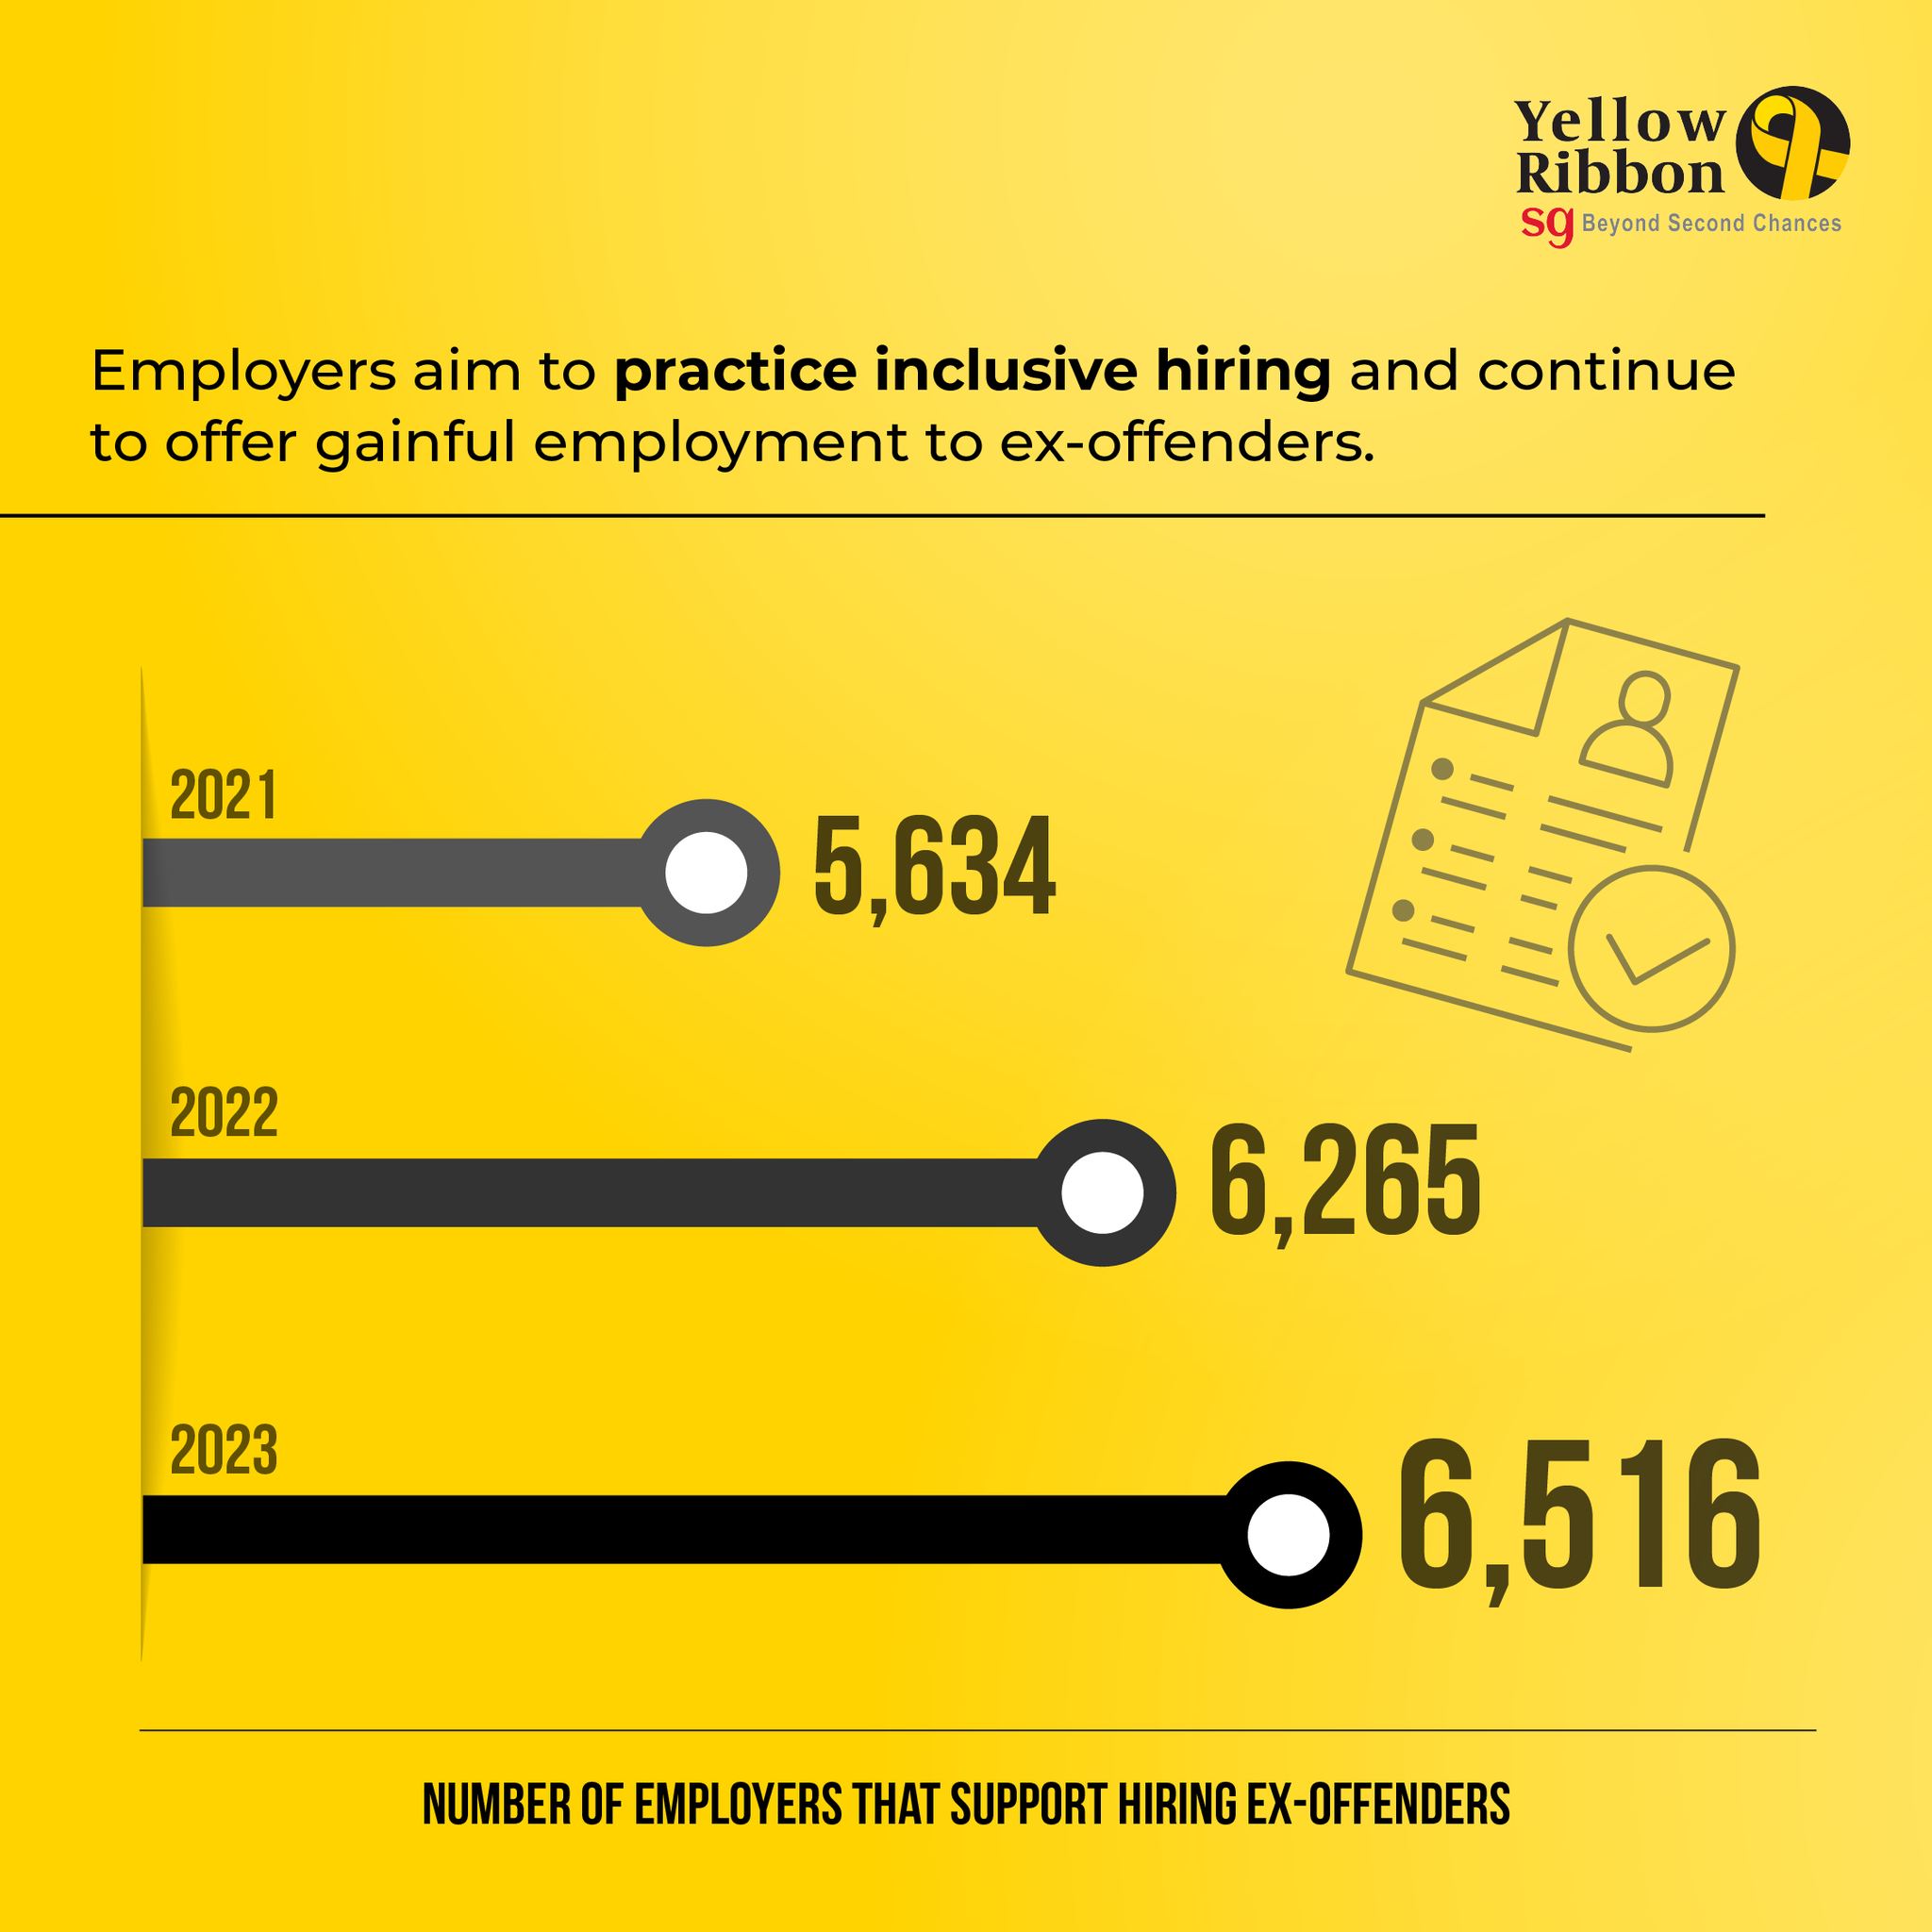 Yellow
Ribbon
sg Beyond Second Chances
Employers aim to practice inclusive hiring and continue
to offer gainful employment to ex-offenders.
2021
5,634
2022
6,265
2023
6,516
NUMBER OF EMPLOYERS THAT SUPPORT HIRING EX-OFFENDERS